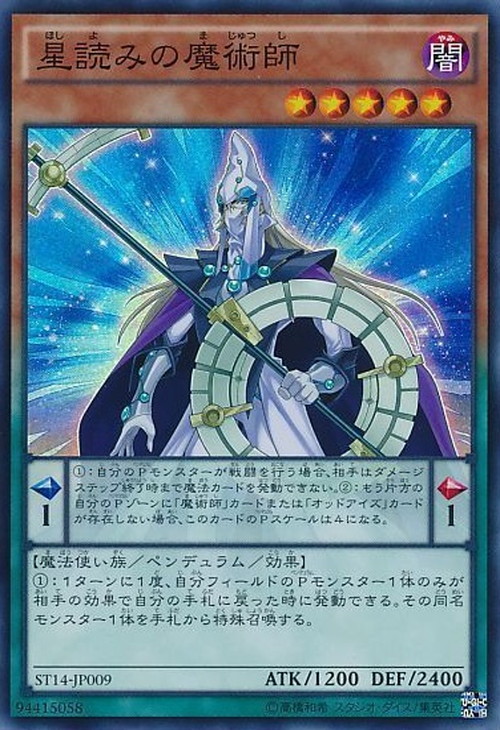 星読みの魔術師
闇
①：自分のPモンスターが戦闘を行う場合、相手はダメージ
ステップ終了時まで魔法カードを発動できない。②：もう片方の
自分のPゾーンに「魔術師」カードまたは「オッドアイズ」カード
が存在しない場合、このカードのPスケールは４になる。
1
1
【魔法使い族／ペンデュラム／効果】
①：１ターンに１度、自分フィールドのPモンスター１体のみが
相手の効果で自分の手札に戻った時に発動できる。その同名
モンスター１体を手札から特殊召喚する。
ST14-JP009
ATK/1200 DEF/2400
94415058
©高橋和希 スタジオ・ダイス/集英社